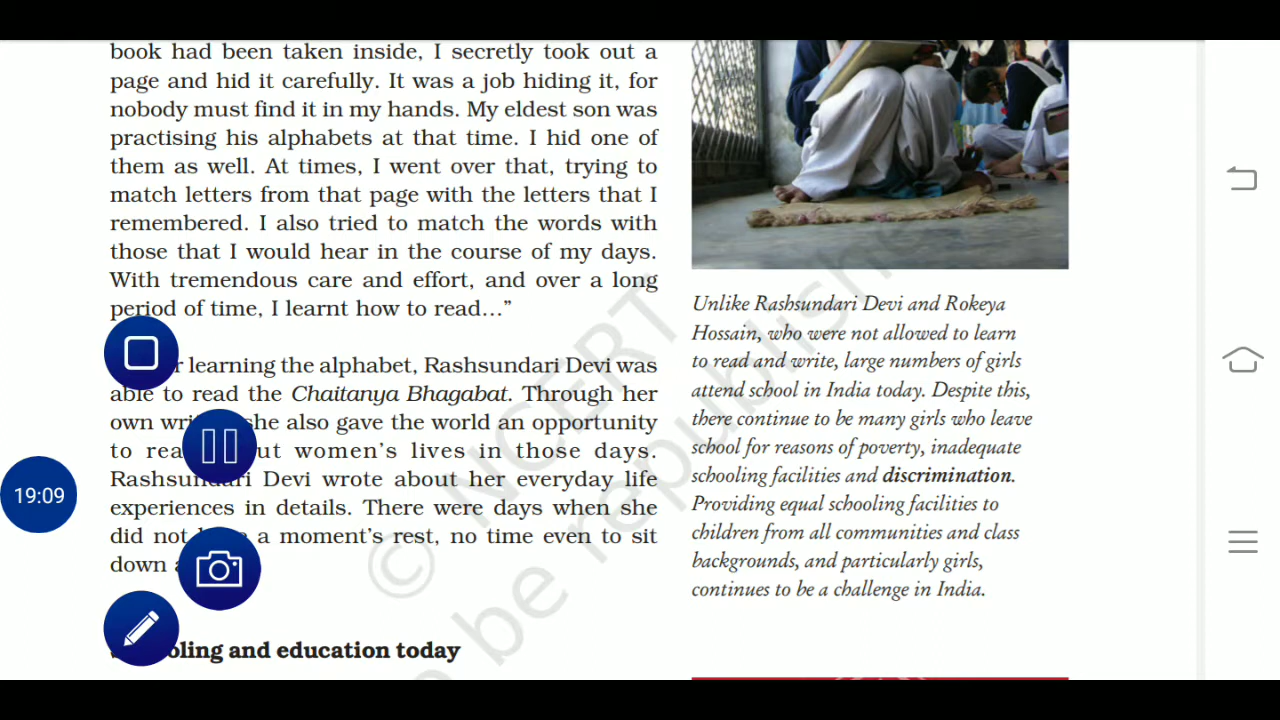 book had been taken inside, I secretly took out a
page and hid it carefully. It was a job hiding it, for
nobody must find it in my hands. My eldest son was
practising his alphabets at that time. I hid one of
them as well. At times, I went over that, trying to
match letters from that page with the letters that I
remembered. I also tried to match the words with
those that I would hear in the course of my days.
With tremendous care and effort, and over a long
period of time, I learnt how to read…”
learning the alphabet, Rashsundari Devi was
able to read the Chaitanya Bhagabat. Through her
own she also gave the world an opportunity
to women’s lives in those days.
Rashsundari Devi wrote about her everyday life
experiences in details. There were days when she
did not a moment’s rest, no time even to sit
down
and education today
Unlike Rashsundari Devi and Rokeya
Hossain, who were not allowed to learn
to read and write, large numbers of girls
attend school in India today. Despite this,
there continue to be many girls who leave
school for reasons of poverty, inadequate
schooling facilities and discrimination.
Providing equal schooling facilities to
children from all communities and class
backgrounds, and particularly girls,
continues to be a challenge in India.
© NCERT
be republished
19:09